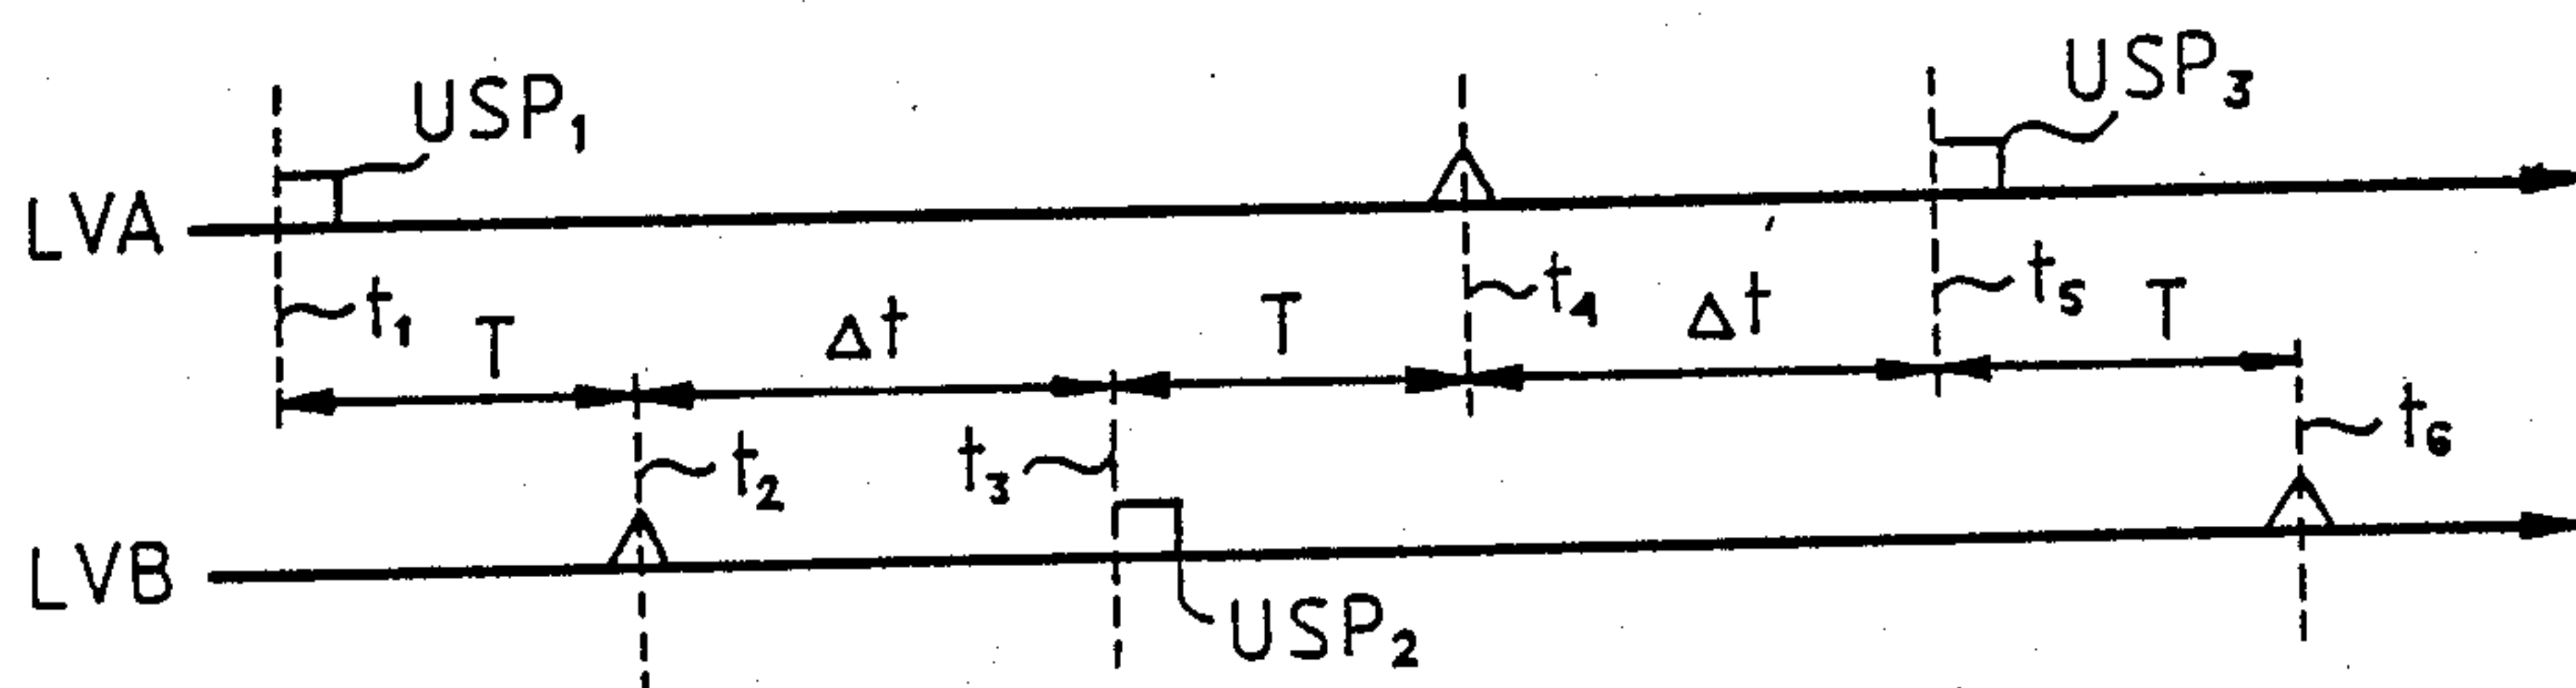 USP₁
USP₃
LVA
t₁
T
Δt
T
t₄
Δt
t₅
T
t₂
t₃
t₆
LVB
USP₂